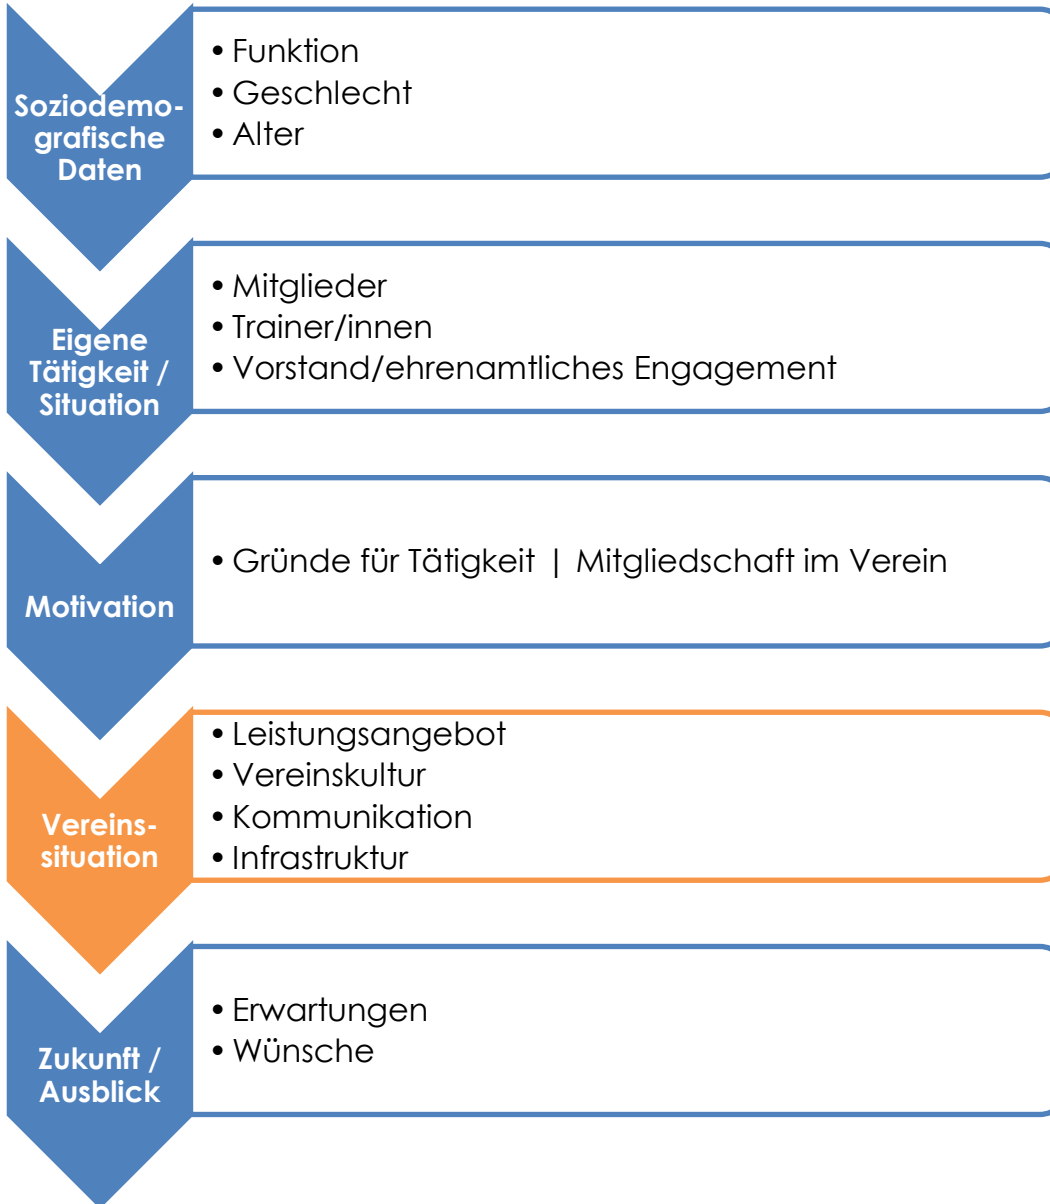 Soziodemo-
grafische
Daten
• Funktion
• Geschlecht
• Alter
Eigene
Tätigkeit /
Situation
• Mitglieder
• Trainer/innen
• Vorstand/ehrenamtliches Engagement
Motivation
• Gründe für Tätigkeit | Mitgliedschaft im Verein
Vereins-
situation
• Leistungsangebot
• Vereinskultur
• Kommunikation
• Infrastruktur
Zukunft /
Ausblick
• Erwartungen
• Wünsche